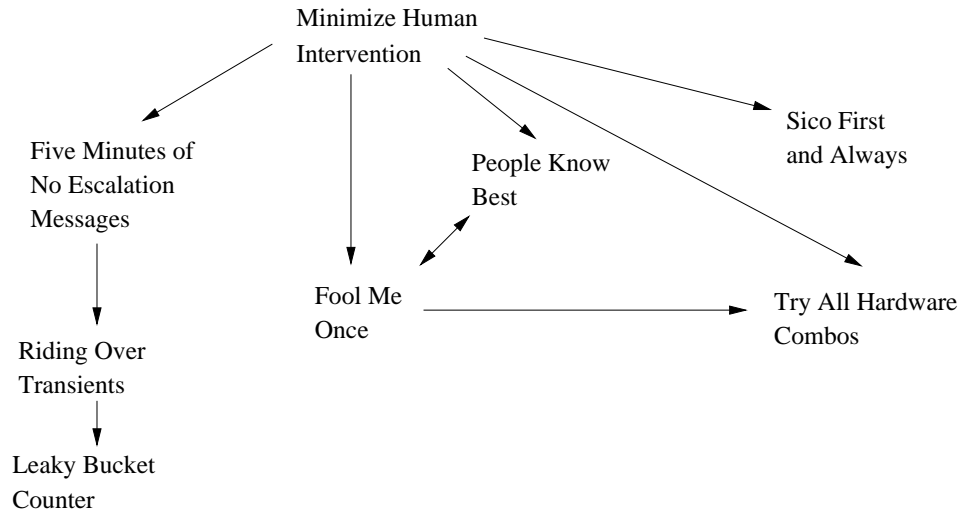 Minimize Human
Intervention
Sico First
and Always
Five Minutes of
No Escalation
Messages
People Know
Best
Fool Me
Once
Try All Hardware
Combos
Riding Over
Transients
Leaky Bucket
Counter